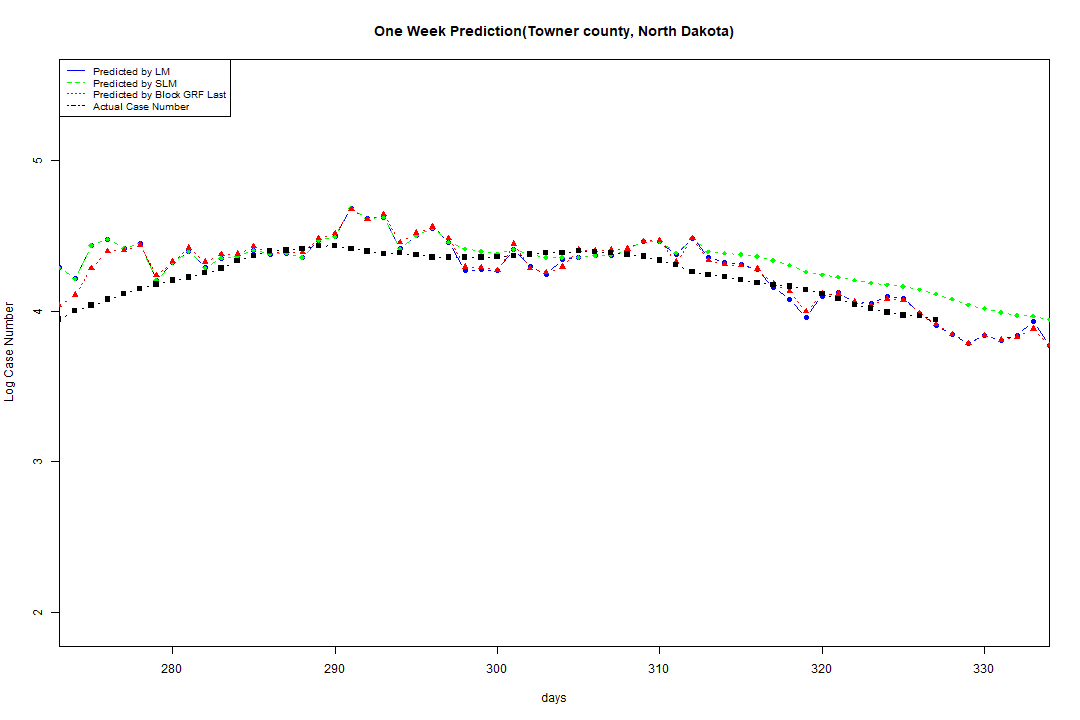 One Week Prediction(Towner county, North Dakota)
Predicted by LM
Predicted by SLM
Predicted by Block GRF Last
Actual Case Number
5
4
3
2
Log Case Number
280 290 300 310 320 330
days